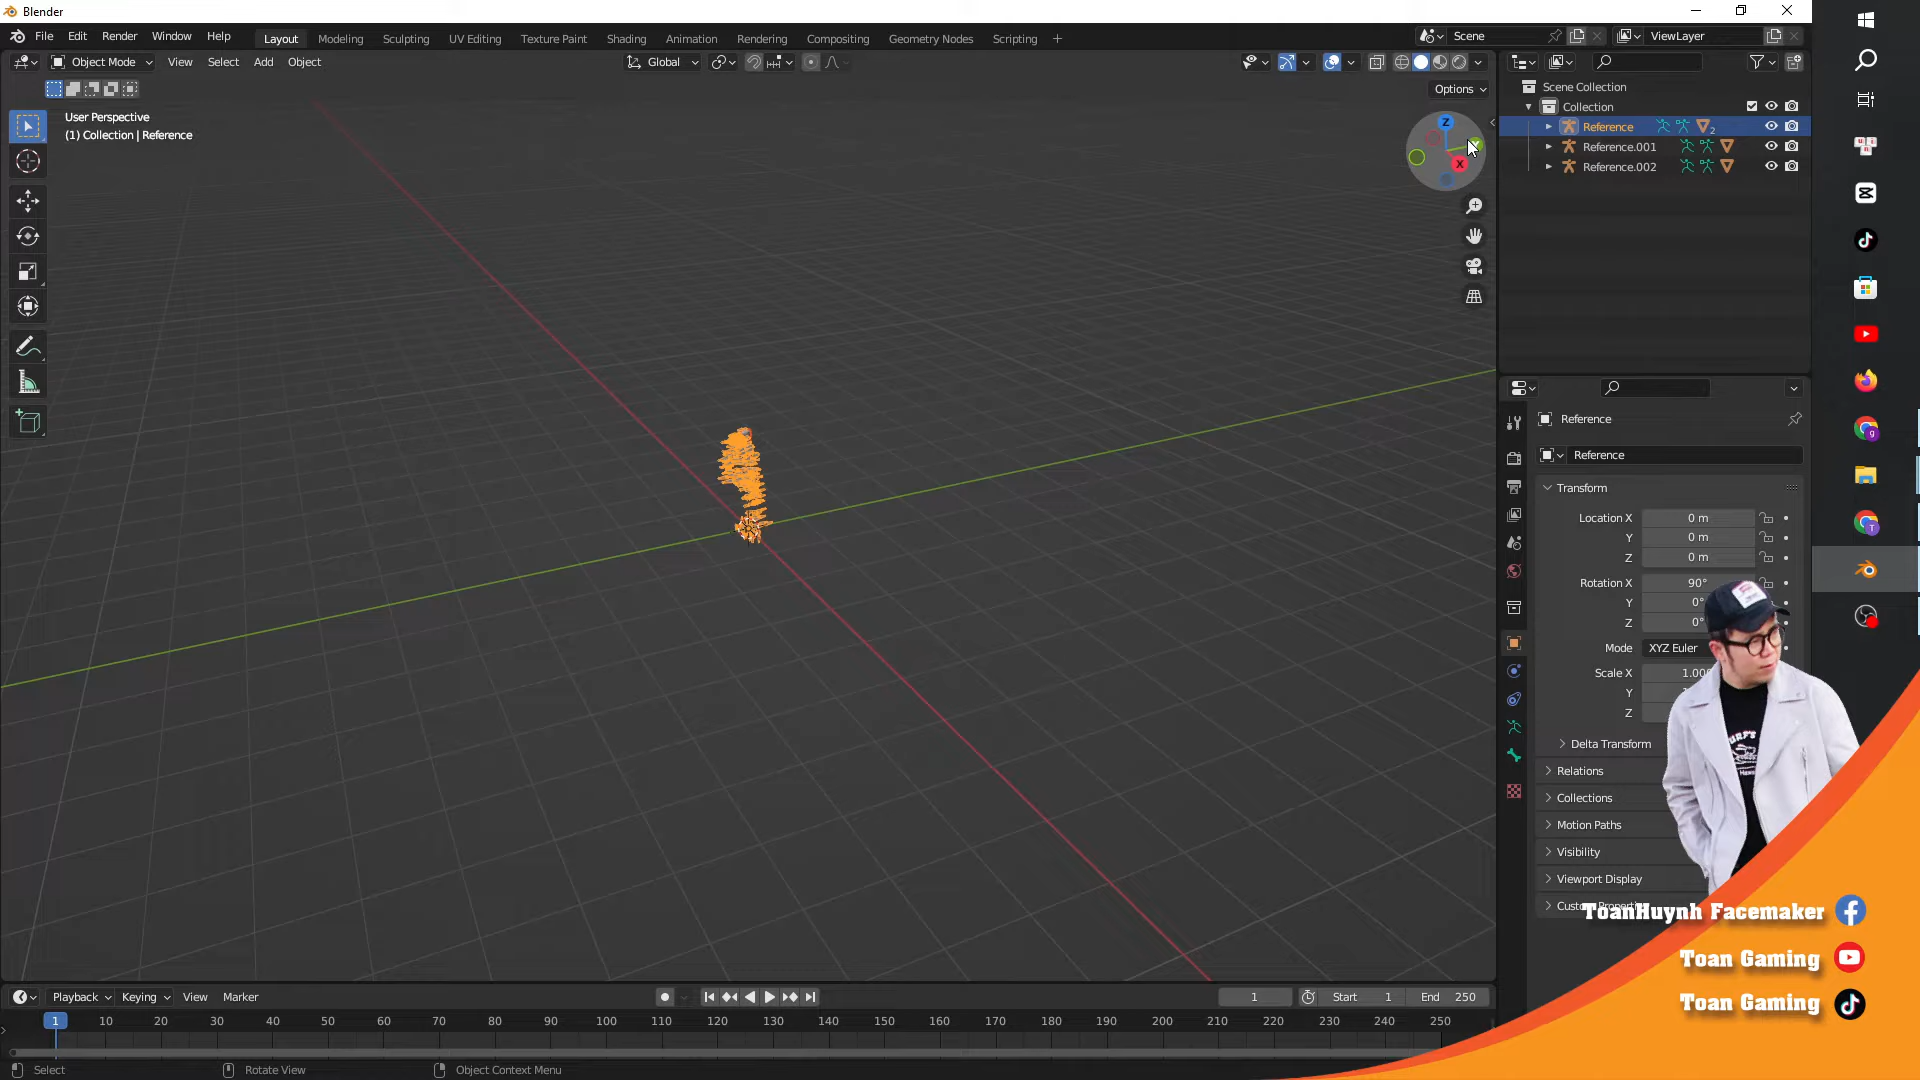 Blender
File Edit Render Window Help Layout Modeling Sculpting UV Editing Texture Paint Shading Animation Rendering Compositing Geometry Nodes Scripting + Scene ViewLayer
Object Mode View Select Add Object Global
Options
User Perspective
(1) Collection | Reference
Z
X
Scene Collection
Collection
Reference 2
Reference.001
Reference.002
Reference
Reference
Transform
Location X 0 m
Y 0 m
Z 0 m
Rotation X 90°
Y 0°
Z 0°
Mode XYZ Euler
Scale X 1.00
Y
Z
Delta Transform
Relations
Collections
Motion Paths
Visibility
Viewport Display
ToanHuynh Facemaker
Toan Gaming
Toan Gaming
Playback Keying View Marker 1 Start 1 End 250
1 10 20 30 40 50 60 70 80 90 100 110 120 130 140 150 160 170 180 190 200 210 220 230 240 250
Select Rotate View Object Context Menu